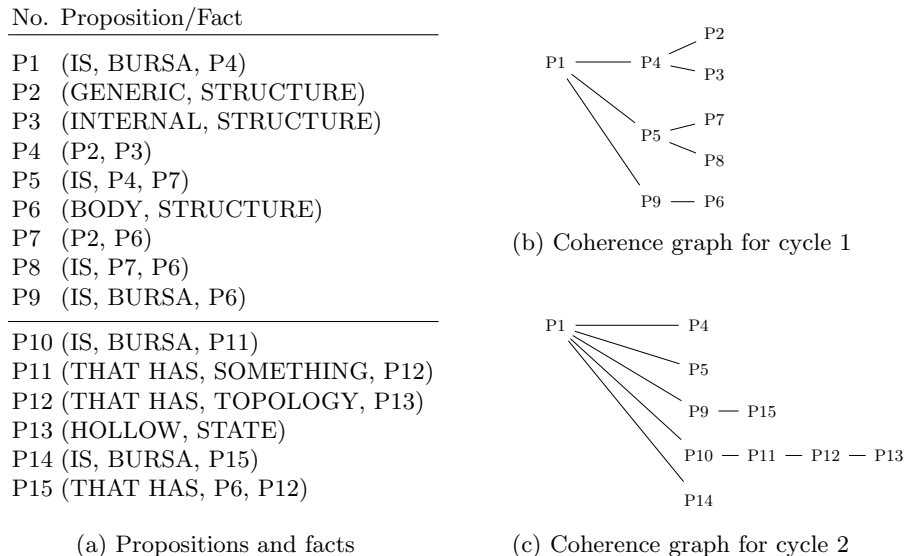 No. Proposition/Fact
P1 (IS, BURSA, P4)
P2 (GENERIC, STRUCTURE)
P3 (INTERNAL, STRUCTURE)
P4 (P2, P3)
P5 (IS, P4, P7)
P6 (BODY, STRUCTURE)
P7 (P2, P6)
P8 (IS, P7, P6)
P9 (IS, BURSA, P6)
P10 (IS, BURSA, P11)
P11 (THAT HAS, SOMETHING, P12)
P12 (THAT HAS, TOPOLOGY, P13)
P13 (HOLLOW, STATE)
P14 (IS, BURSA, P15)
P15 (THAT HAS, P6, P12)
(a) Propositions and facts
P2
P1 P4
P3
P7
P5
P8
P9 P6
(b) Coherence graph for cycle 1
P1 P4
P5
P9 P15
P10 P11 P12 P13
P14
(c) Coherence graph for cycle 2